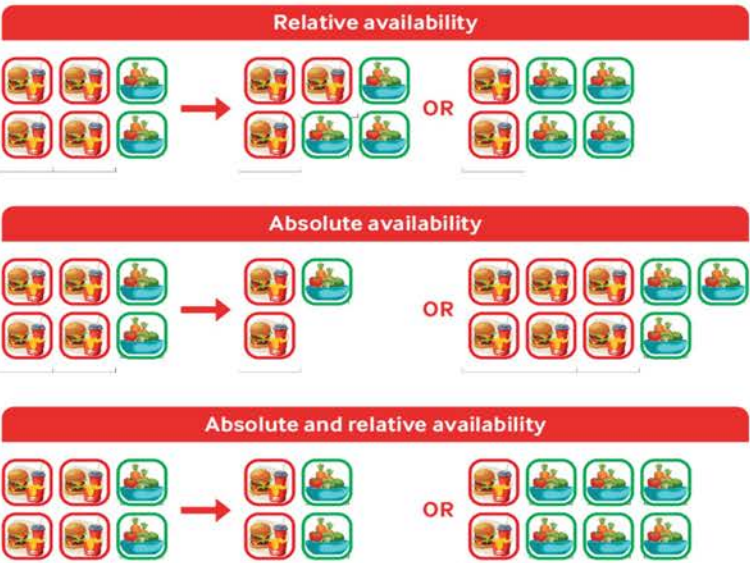 Relative availability
OR
Absolute availability
OR
Absolute and relative availability
OR